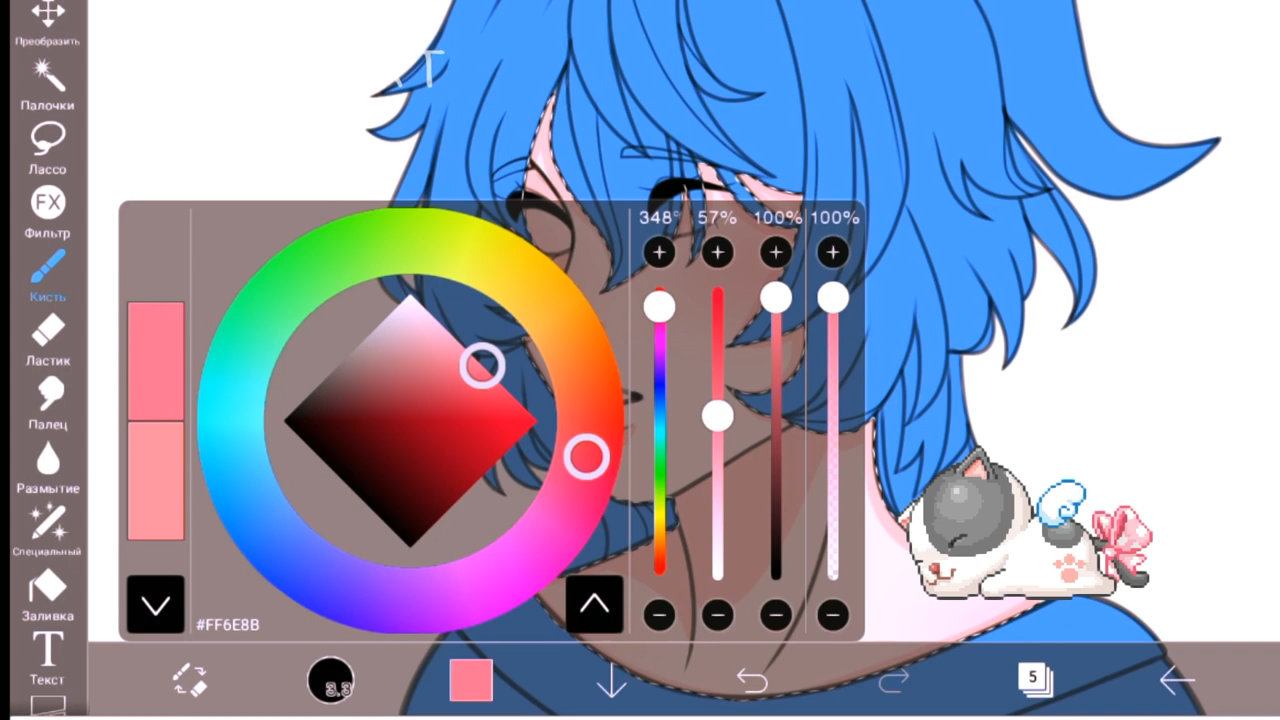 Преобразить
Палочки
Лассо
FX
Фильтр
Кисть
Ластик
Палец
Размытие
Специальный
Заливка
T
Текст
348° 57% 100% 100%
#FF6E8B
3.3
5